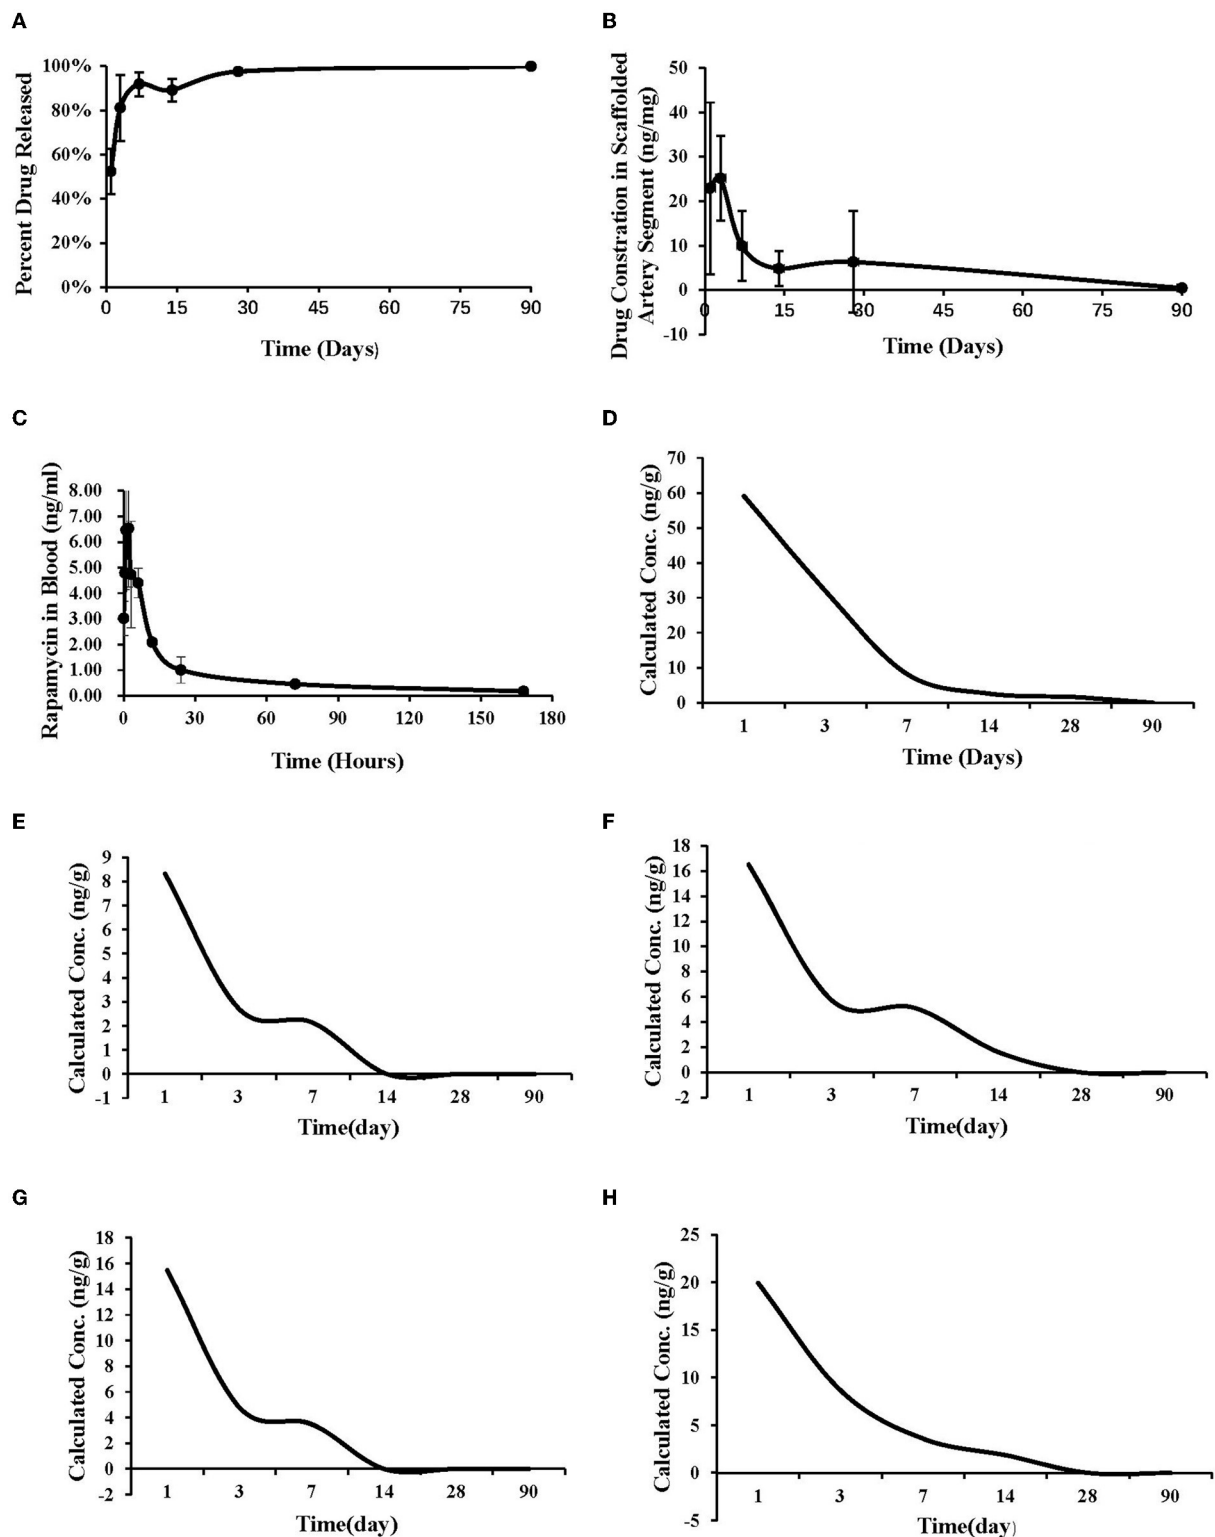 A
Percent Drug Released
100%
80%
60%
40%
20%
0%
0 15 30 45 60 75 90
Time (Days)
B
Drug Constration in Scaffolded
Artery Segment (ng/mg)
50
40
30
20
10
0
-10
0 15 30 45 60 75 90
Time (Days)
C
Rapamycin in Blood (ng/ml)
8.00
7.00
6.00
5.00
4.00
3.00
2.00
1.00
0.00
0 30 60 90 120 150 180
Time (Hours)
D
Calculated Conc. (ng/g)
70
60
50
40
30
20
10
0
1 3 7 14 28 90
Time (Days)
E
Calculated Conc. (ng/g)
9
8
7
6
5
4
3
2
1
0
-1
1 3 7 14 28 90
Time(day)
F
Calculated Conc. (ng/g)
18
16
14
12
10
8
6
4
2
0
-2
1 3 7 14 28 90
Time(day)
G
Calculated Conc. (ng/g)
18
16
14
12
10
8
6
4
2
0
-2
1 3 7 14 28 90
Time(day)
H
Calculated Conc. (ng/g)
25
20
15
10
5
0
-5
1 3 7 14 28 90
Time(day)